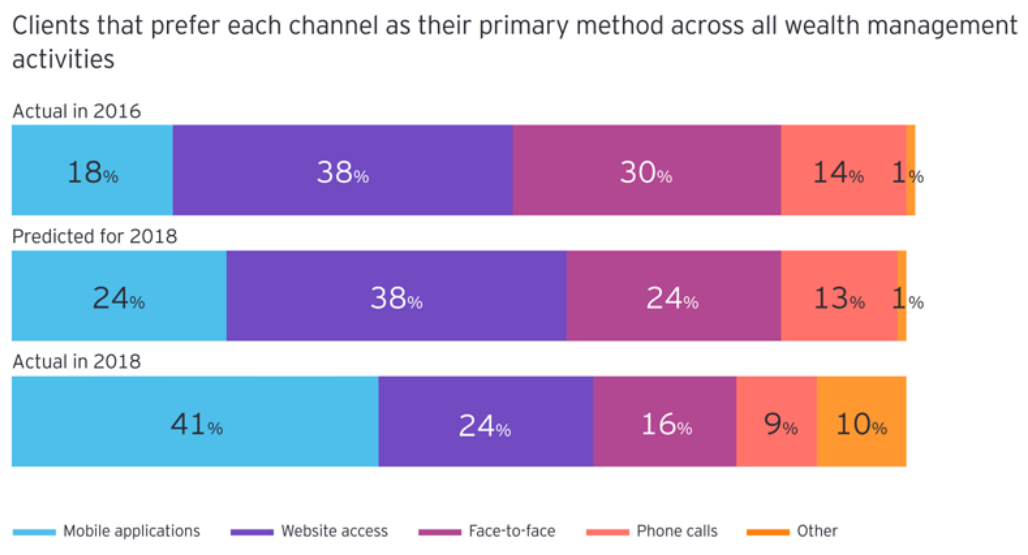 Clients that prefer each channel as their primary method across all wealth management
activities
Actual in 2016
18% 38% 30% 14% 1%
Predicted for 2018
24% 38% 24% 13% 1%
Actual in 2018
41% 24% 16% 9% 10%
Mobile applications Website access Face-to-face Phone calls Other